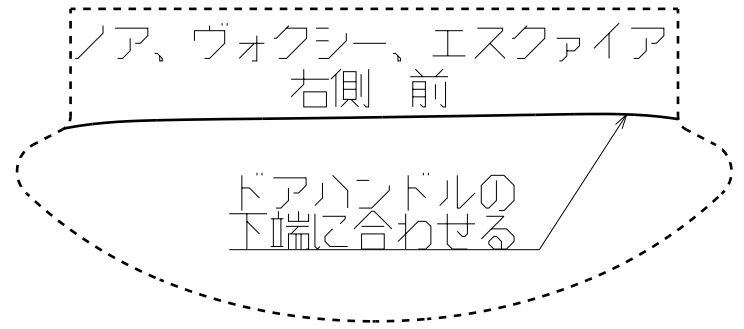 ノア、ヴォクシー、エスクァイア
右側　前
ドアハンドルの
下端に合わせる